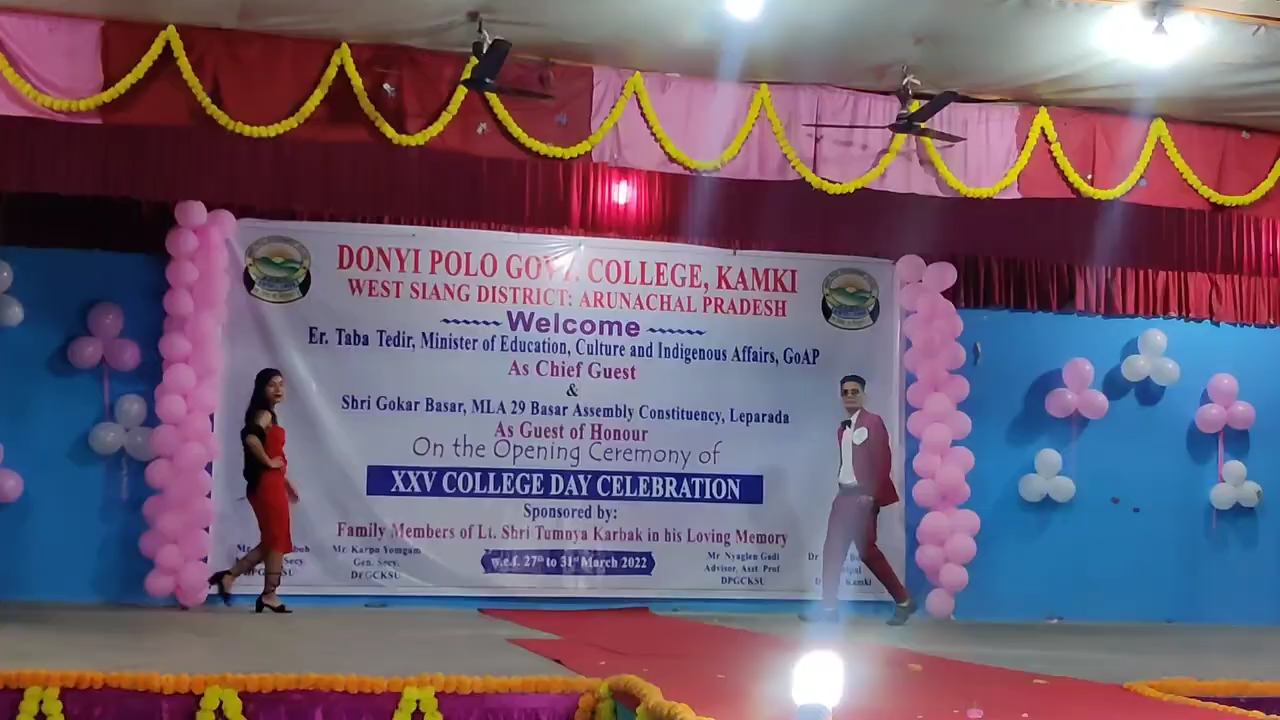 DONYI POLO GOVT. COLLEGE, KAMKI
WEST SIANG DISTRICT: ARUNACHAL PRADESH
Welcome
Er. Taba Tedir, Minister of Education, Culture and Indigenous Affairs, GoAP
As Chief Guest
&
Shri Gokar Basar, MLA 29 Basar Assembly Constituency, Leparada
As Guest of Honour
On the Opening Ceremony of
XXV COLLEGE DAY CELEBRATION
Sponsored by:
Family Members of Lt. Shri Tumnya Karbak in his Loving Memory
w.e.f. 27th to 31st March 2022
Mr. Karpo Yomgam
Gen. Secy.
DPGCKSU
Mr Nyaglen Gadi
Advisor, Asst. Prof
DPGCKSU
Secy.
Dr.
Kamki